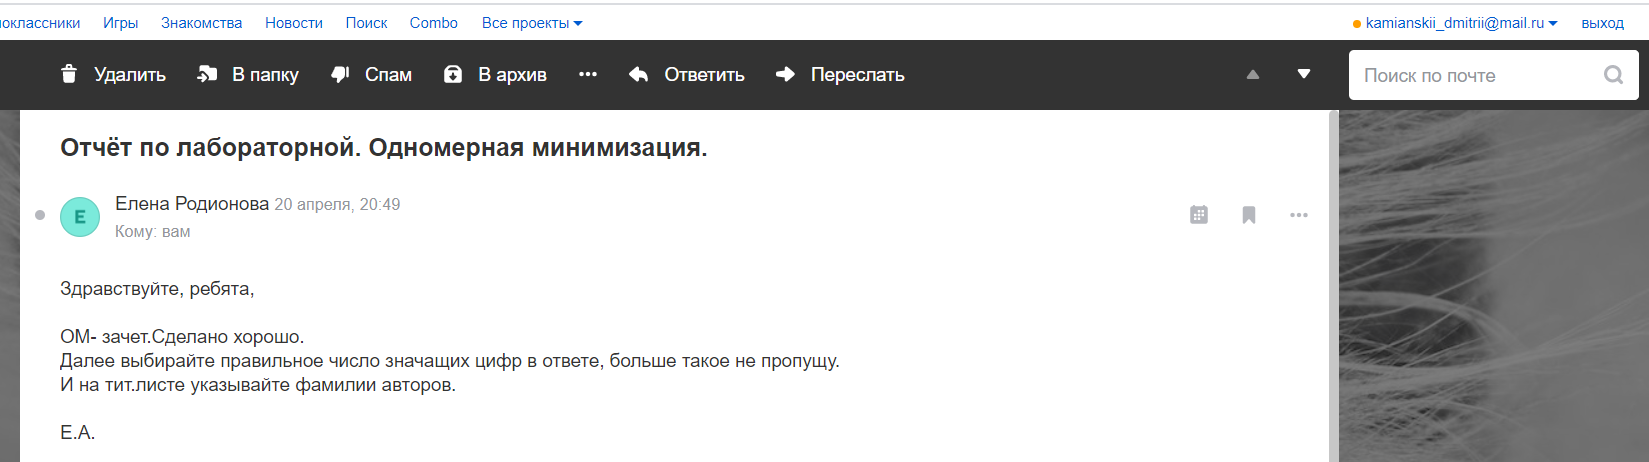 Игры Знакомства Новости Поиск Combo Все проекты kamianskii_dmitrii@mail.ru выход
Удалить В папку Спам В архив Ответить Переслать Поиск по почте
Отчёт по лабораторной. Одномерная минимизация.
Елена Родионова 20 апреля, 20:49
Е
Кому: вам
Здравствуйте, ребята,
ОМ- зачет.Сделано хорошо.
Далее выбирайте правильное число значащих цифр в ответе, больше такое не пропущу.
И на тит.листе указывайте фамилии авторов.
Е.А.